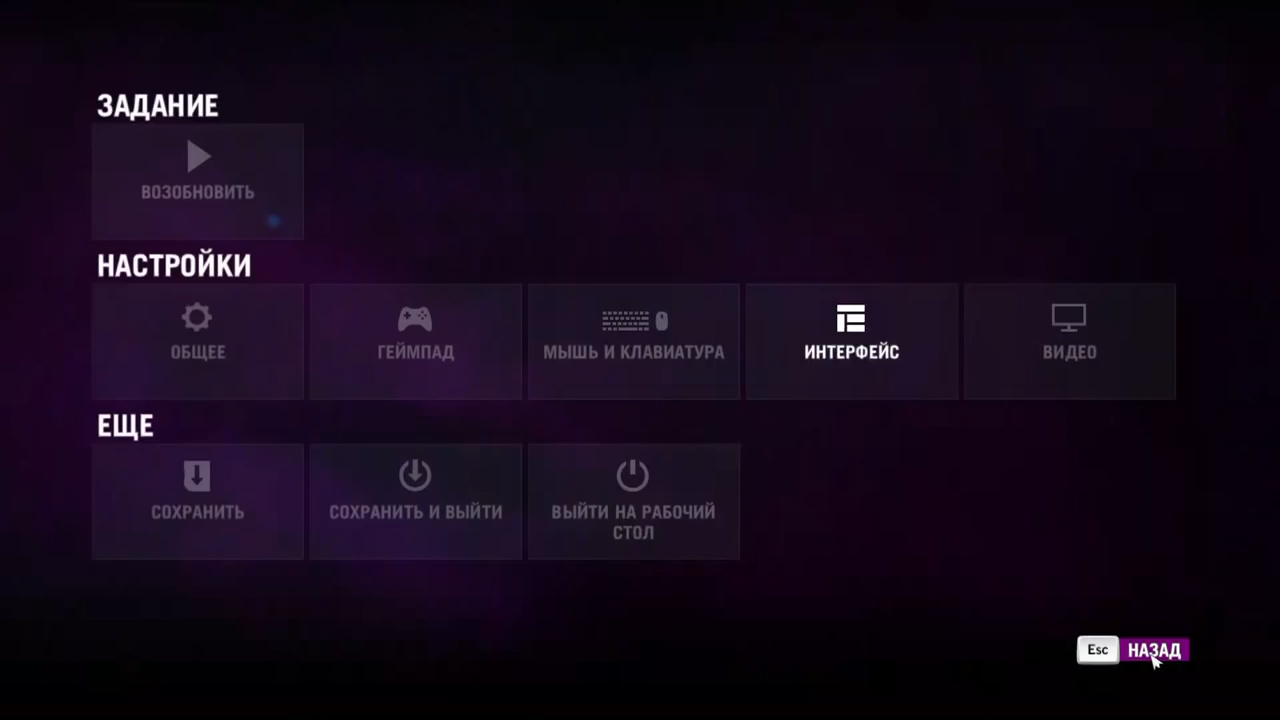 ЗАДАНИЕ
ВОЗОБНОВИТЬ
НАСТРОЙКИ
ОБЩЕЕ
ГЕЙМПАД
МЫШЬ И КЛАВИАТУРА
ИНТЕРФЕЙС
ВИДЕО
ЕЩЕ
СОХРАНИТЬ
СОХРАНИТЬ И ВЫЙТИ
ВЫЙТИ НА РАБОЧИЙ
СТОЛ
Esc НАЗАД